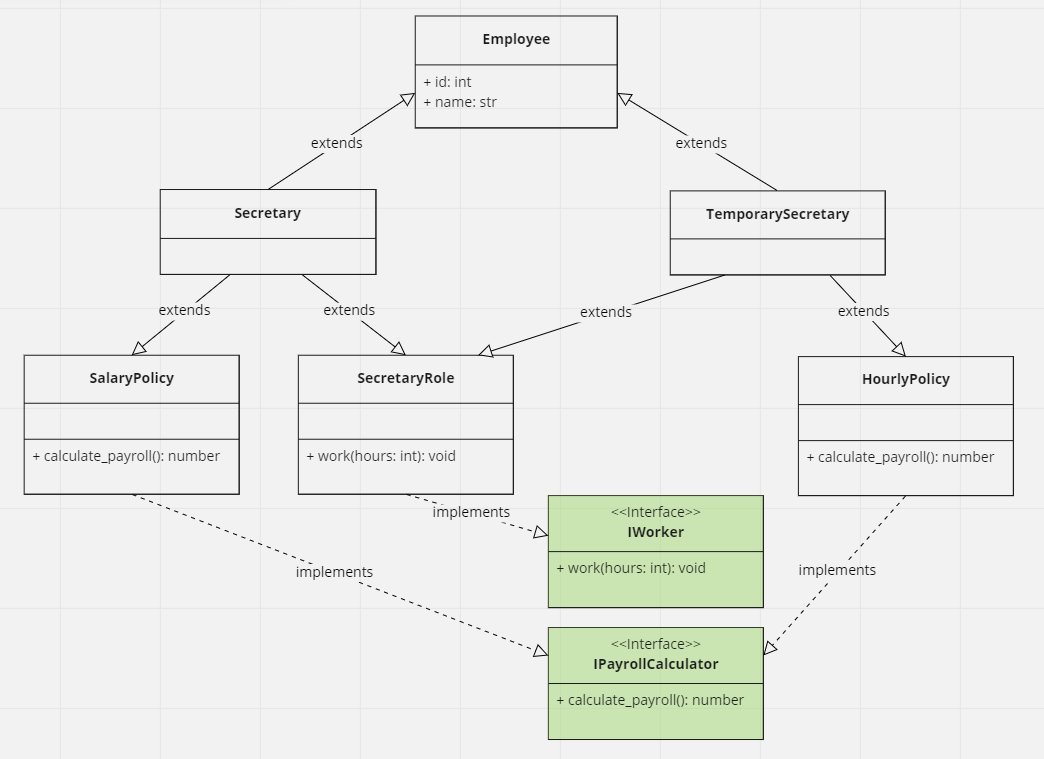 Employee
+ id: int
+ name: str
extends
extends
Secretary
TemporarySecretary
extends
extends
extends
extends
SalaryPolicy
SecretaryRole
HourlyPolicy
+ calculate_payroll(): number
+ work(hours: int): void
+ calculate_payroll(): number
implements
<<Interface>>
IWorker
+ work(hours: int): void
implements
implements
<<Interface>>
IPayrollCalculator
+ calculate_payroll(): number